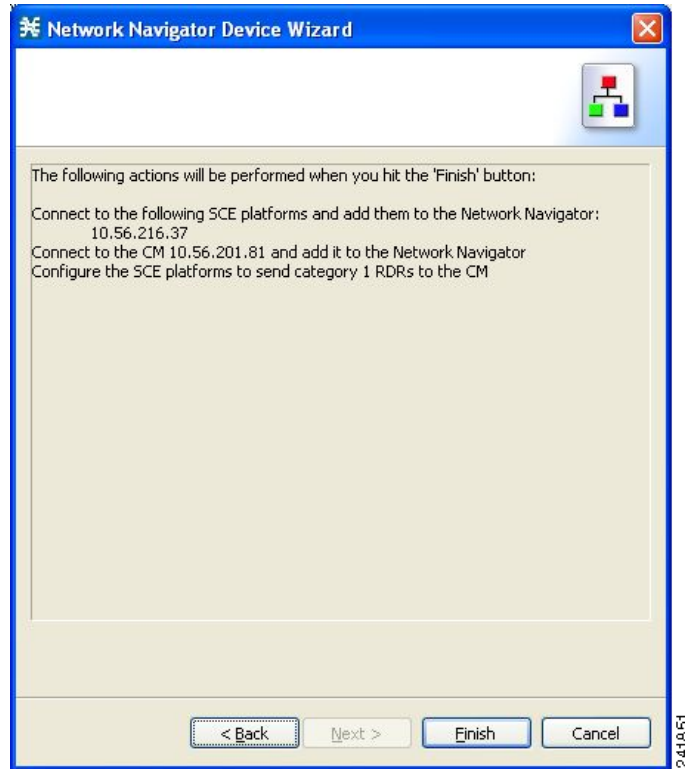 Network Navigator Device Wizard
The following actions will be performed when you hit the 'Finish' button:
Connect to the following SCE platforms and add them to the Network Navigator:
10.56.216.37
Connect to the CM 10.56.201.81 and add it to the Network Navigator
Configure the SCE platforms to send category 1 RDRs to the CM
< Back
Next >
Finish
Cancel
241851